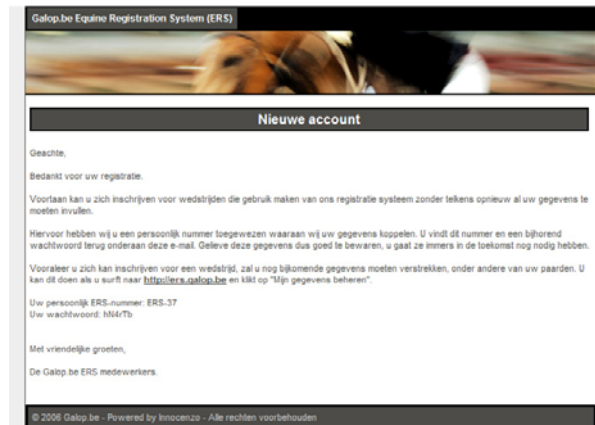 Galop.be Equine Registration System (ERS)
Nieuwe account
Geachte,
Bedankt voor uw registratie.
Voortaan kan u zich inschrijven voor wedstrijden die gebruik maken van ons registratie systeem zonder telkens opnieuw al uw gegevens te
moeten invullen.
Hiervoor hebben wij u een persoonlijk nummer toegewezen waaraan wij uw gegevens koppelen. U vindt dit nummer en een bijhorend
wachtwoord terug onderaan deze e-mail. Gelieve deze gegevens dus goed te bewaren, u gaat ze immers in de toekomst nog nodig hebben.
Vooraleer u zich kan inschrijven voor een wedstrijd, zal u nog bijkomende gegevens moeten verstrekken, onder andere van uw paarden. U
kan dit doen als u surft naar http://ers.galop.be en klikt op "Mijn gegevens beheren".
Uw persoonlijk ERS-nummer: ERS-37
Uw wachtwoord: hN4rTb
Met vriendelijke groeten,
De Galop.be ERS medewerkers.
© 2006 Galop.be - Powered by Innocenzo - Alle rechten voorbehouden